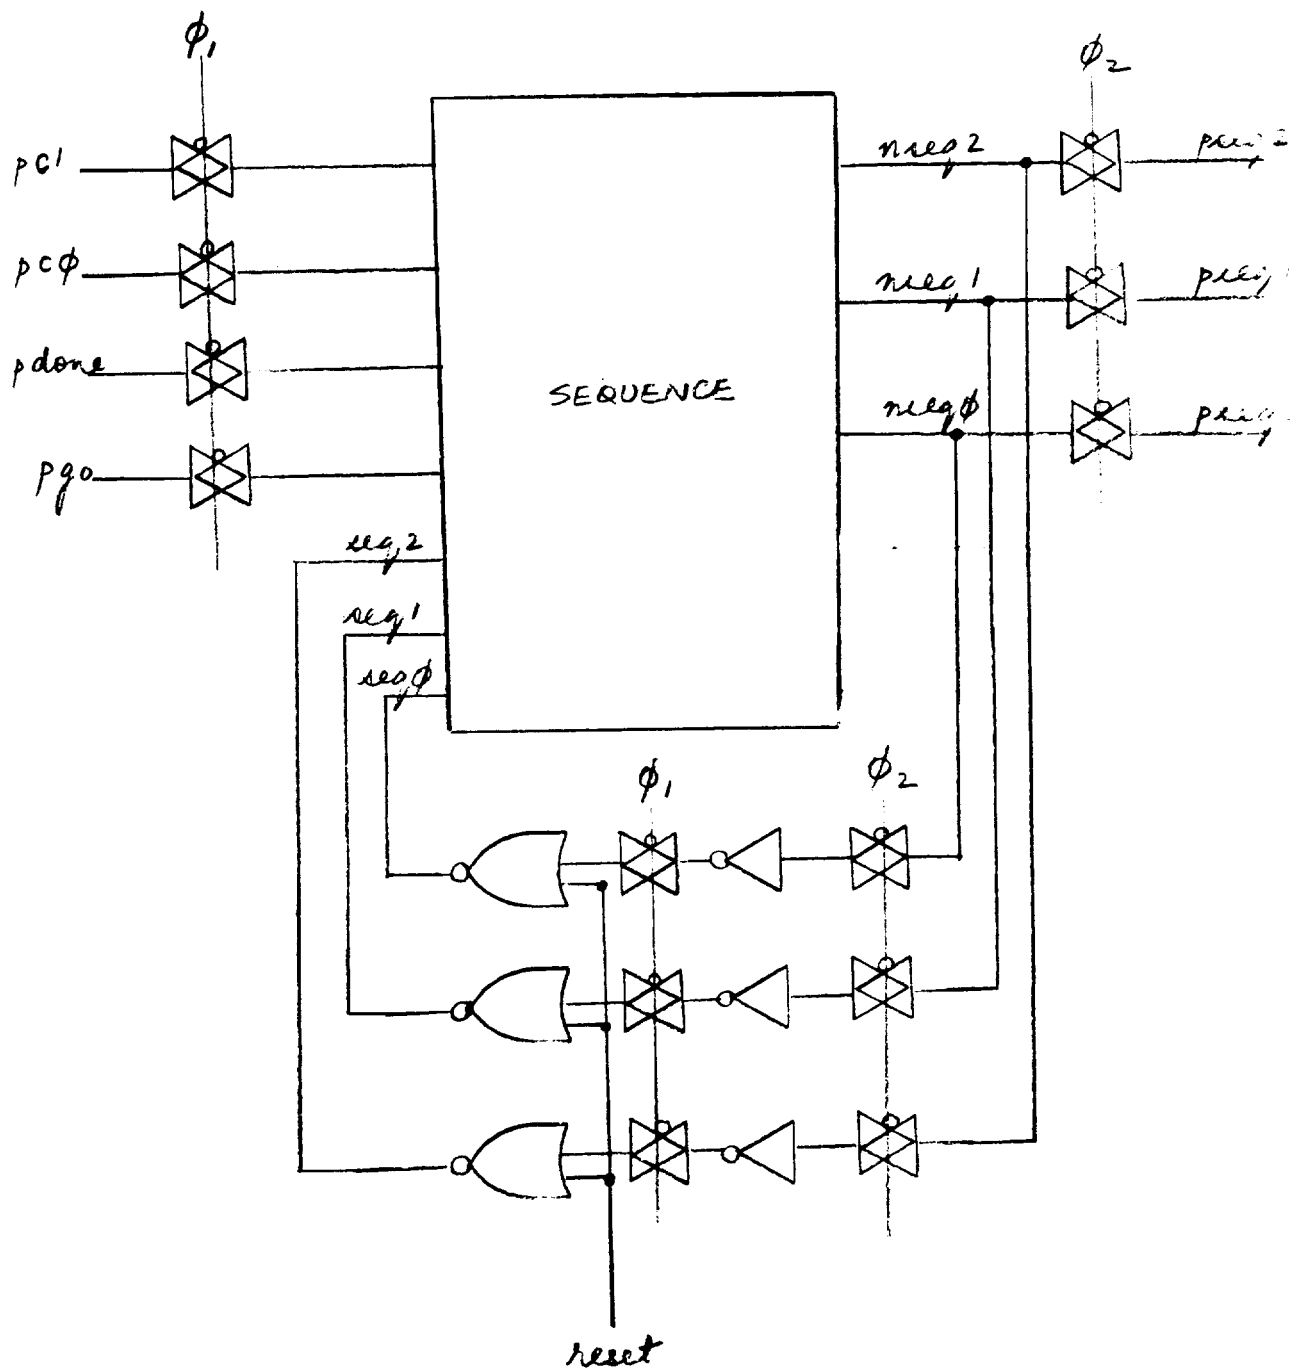 ϕ₁
ϕ₂
pc1
nseq2
pcϕ
nseq1
pdone
SEQUENCE
nseqϕ
pgo
seq2
seq1
seqϕ
ϕ₁
ϕ₂
reset